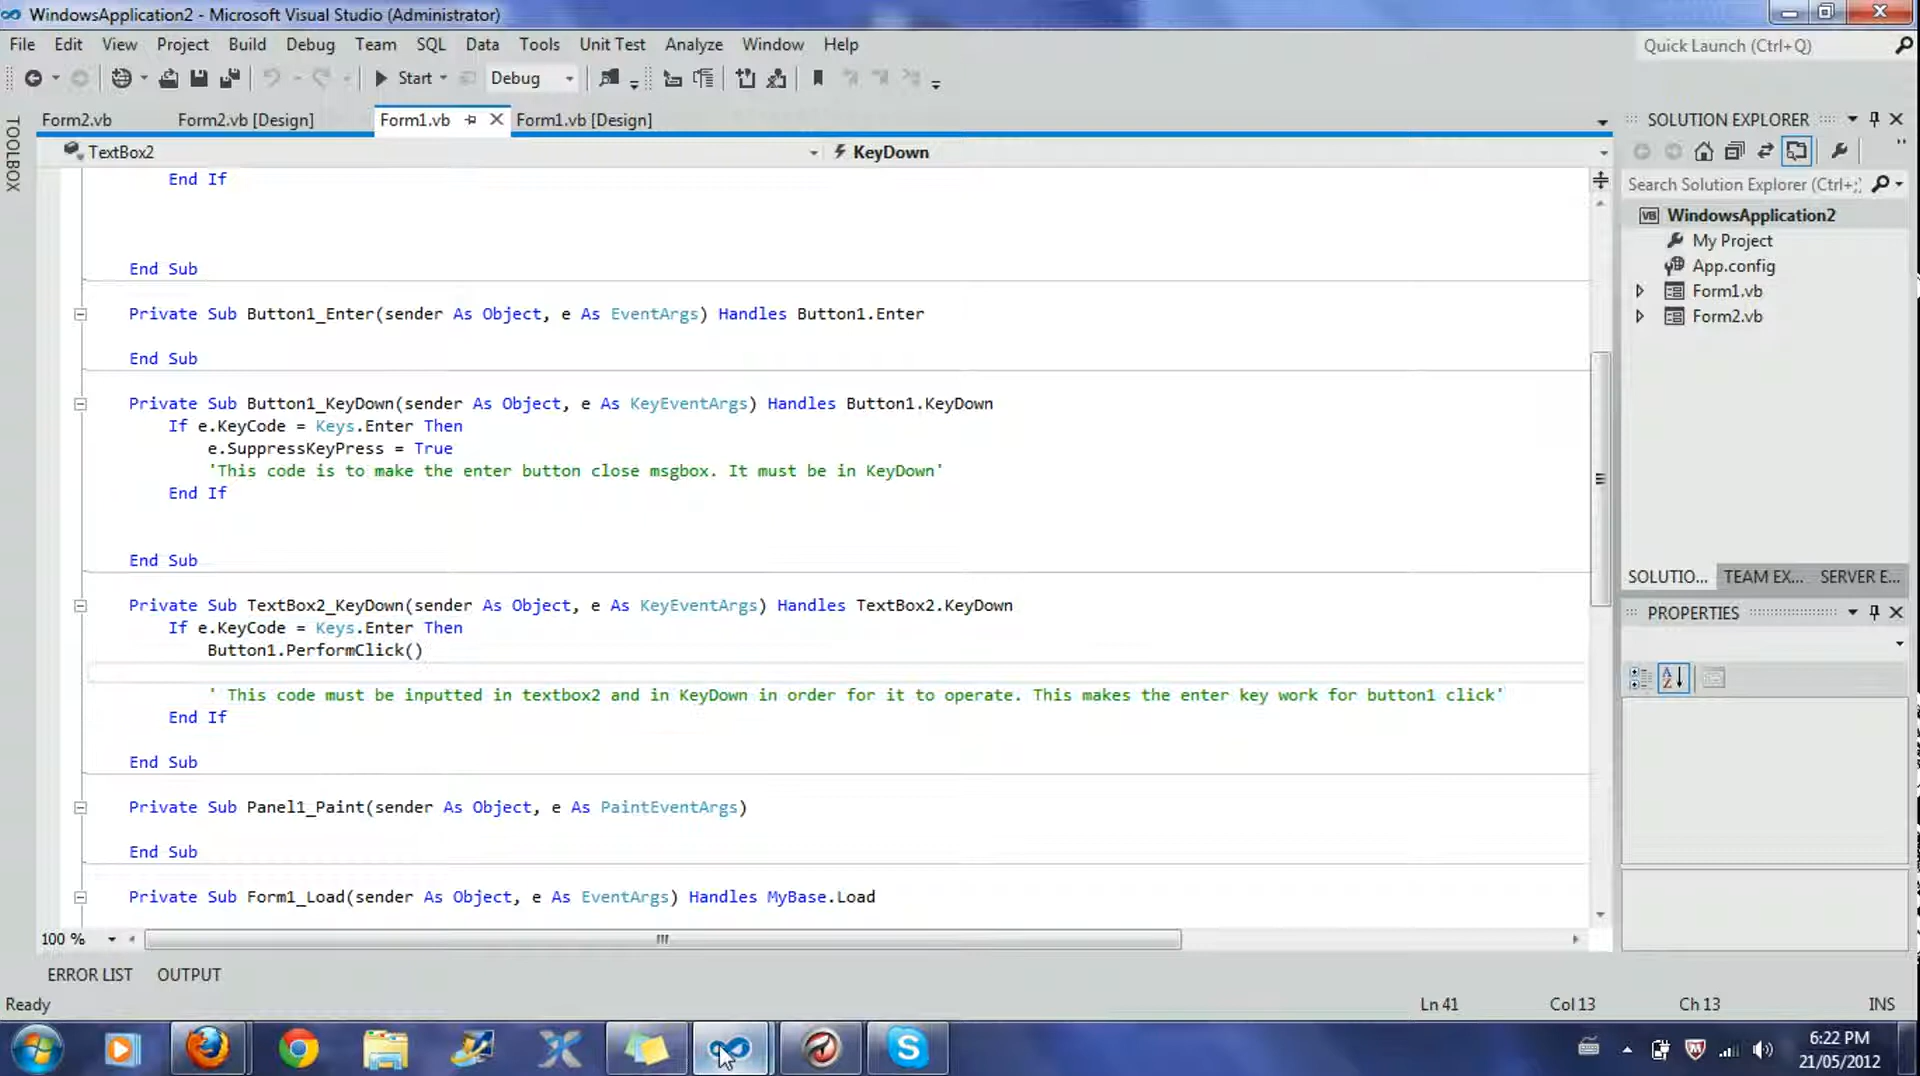 WindowsApplication2 - Microsoft Visual Studio (Administrator)
File Edit View Project Build Debug Team SQL Data Tools Unit Test Analyze Window Help
Quick Launch (Ctrl+Q)
Start Debug
Form2.vb Form2.vb [Design] Form1.vb Form1.vb [Design]
TOOLBOX
TextBox2 KeyDown
End If
End Sub
Private Sub Button1_Enter(sender As Object, e As EventArgs) Handles Button1.Enter
End Sub
Private Sub Button1_KeyDown(sender As Object, e As KeyEventArgs) Handles Button1.KeyDown
If e.KeyCode = Keys.Enter Then
e.SuppressKeyPress = True
'This code is to make the enter button close msgbox. It must be in KeyDown'
End If
End Sub
Private Sub TextBox2_KeyDown(sender As Object, e As KeyEventArgs) Handles TextBox2.KeyDown
If e.KeyCode = Keys.Enter Then
Button1.PerformClick()
' This code must be inputted in textbox2 and in KeyDown in order for it to operate. This makes the enter key work for button1 click'
End If
End Sub
Private Sub Panel1_Paint(sender As Object, e As PaintEventArgs)
End Sub
Private Sub Form1_Load(sender As Object, e As EventArgs) Handles MyBase.Load
100 %
SOLUTION EXPLORER
Search Solution Explorer (Ctrl+;)
VB WindowsApplication2
My Project
App.config
Form1.vb
Form2.vb
SOLUTIO... TEAM EX... SERVER E...
PROPERTIES
ERROR LIST OUTPUT
Ready Ln 41 Col 13 Ch 13 INS
6:22 PM
21/05/2012